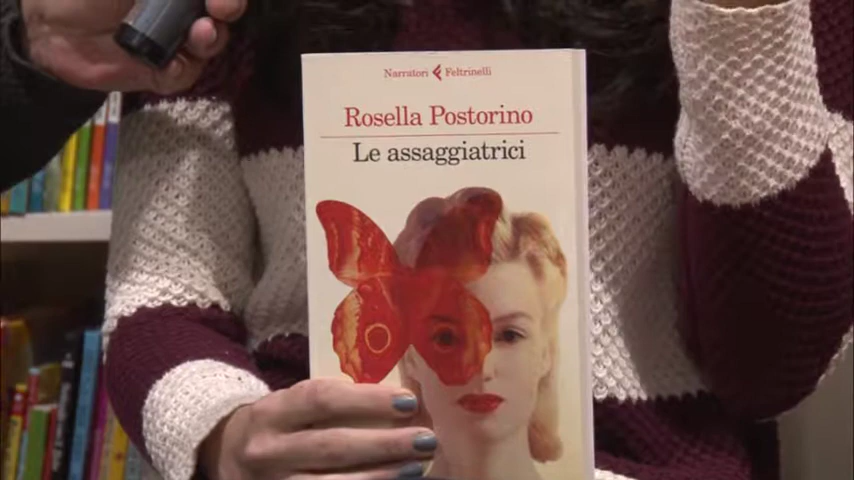 Narratori Feltrinelli
Rosella Postorino
Le assaggiatrici